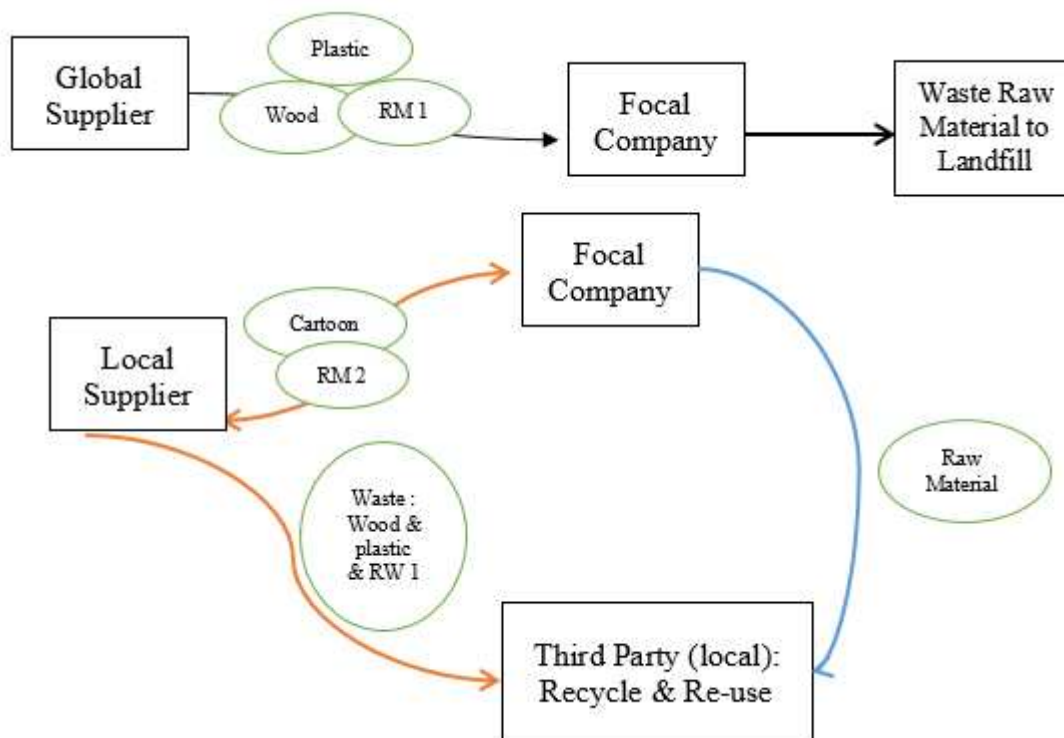 Global
Supplier
Plastic
Wood
RM 1
Focal
Company
Waste Raw
Material to
Landfill
Focal
Company
Cartoon
RM 2
Local
Supplier
Waste :
Wood &
plastic
& RW 1
Raw
Material
Third Party (local):
Recycle & Re-use